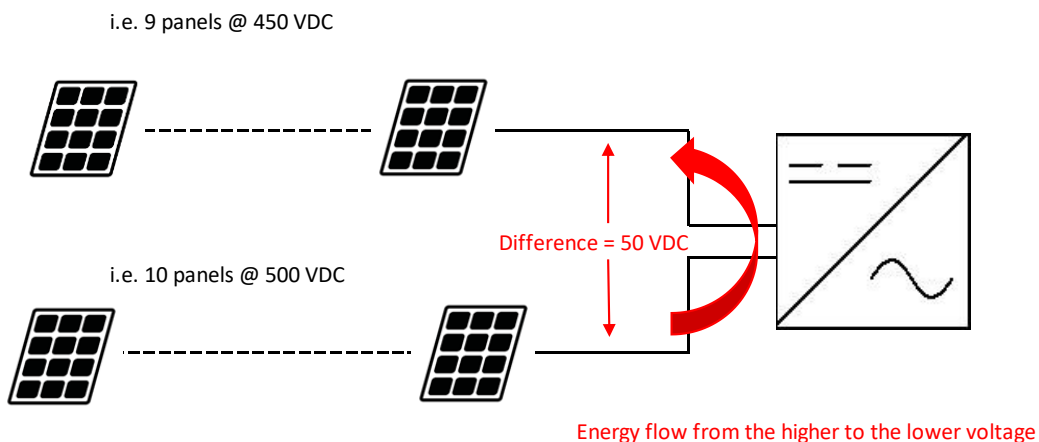 i.e. 9 panels @ 450 VDC
Difference = 50 VDC
i.e. 10 panels @ 500 VDC
Energy flow from the higher to the lower voltage